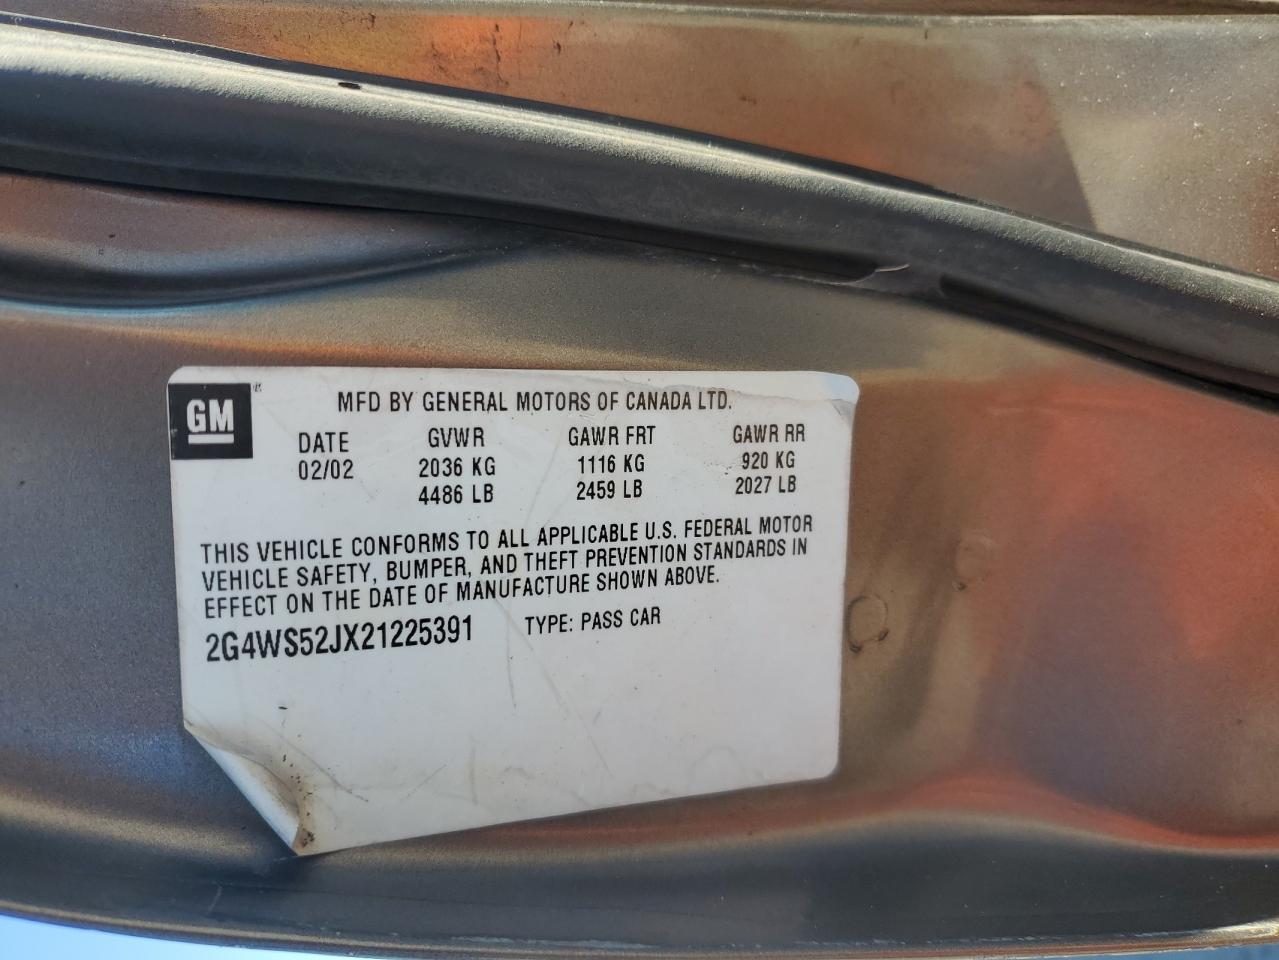 GM
MFD BY GENERAL MOTORS OF CANADA LTD.
DATE GVWR GAWR FRT GAWR RR
02/02 2036 KG 1116 KG 920 KG
4486 LB 2459 LB 2027 LB
THIS VEHICLE CONFORMS TO ALL APPLICABLE U.S. FEDERAL MOTOR
VEHICLE SAFETY, BUMPER, AND THEFT PREVENTION STANDARDS IN
EFFECT ON THE DATE OF MANUFACTURE SHOWN ABOVE.
2G4WS52JX21225391 TYPE: PASS CAR